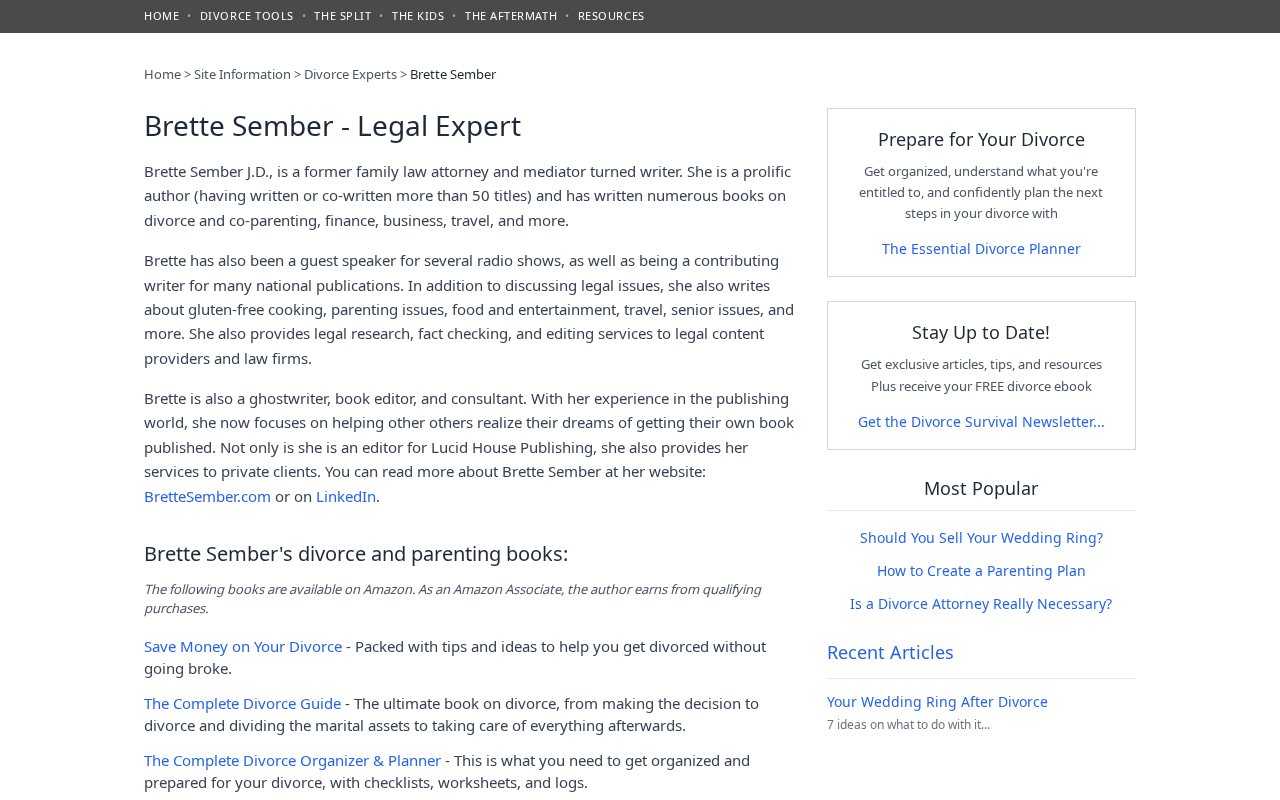 HOME • DIVORCE TOOLS • THE SPLIT • THE KIDS • THE AFTERMATH • RESOURCES
Home > Site Information > Divorce Experts > Brette Sember
Brette Sember - Legal Expert
Brette Sember J.D., is a former family law attorney and mediator turned writer. She is a prolific
author (having written or co-written more than 50 titles) and has written numerous books on
divorce and co-parenting, finance, business, travel, and more.
Brette has also been a guest speaker for several radio shows, as well as being a contributing
writer for many national publications. In addition to discussing legal issues, she also writes
about gluten-free cooking, parenting issues, food and entertainment, travel, senior issues, and
more. She also provides legal research, fact checking, and editing services to legal content
providers and law firms.
Brette is also a ghostwriter, book editor, and consultant. With her experience in the publishing
world, she now focuses on helping other others realize their dreams of getting their own book
published. Not only is she is an editor for Lucid House Publishing, she also provides her
services to private clients. You can read more about Brette Sember at her website:
BretteSember.com or on LinkedIn.
Brette Sember's divorce and parenting books:
The following books are available on Amazon. As an Amazon Associate, the author earns from qualifying
purchases.
Save Money on Your Divorce - Packed with tips and ideas to help you get divorced without
going broke.
The Complete Divorce Guide - The ultimate book on divorce, from making the decision to
divorce and dividing the marital assets to taking care of everything afterwards.
The Complete Divorce Organizer & Planner - This is what you need to get organized and
prepared for your divorce, with checklists, worksheets, and logs.
Prepare for Your Divorce
Get organized, understand what you're
entitled to, and confidently plan the next
steps in your divorce with
The Essential Divorce Planner
Stay Up to Date!
Get exclusive articles, tips, and resources
Plus receive your FREE divorce ebook
Get the Divorce Survival Newsletter...
Most Popular
Should You Sell Your Wedding Ring?
How to Create a Parenting Plan
Is a Divorce Attorney Really Necessary?
Recent Articles
Your Wedding Ring After Divorce
7 ideas on what to do with it...